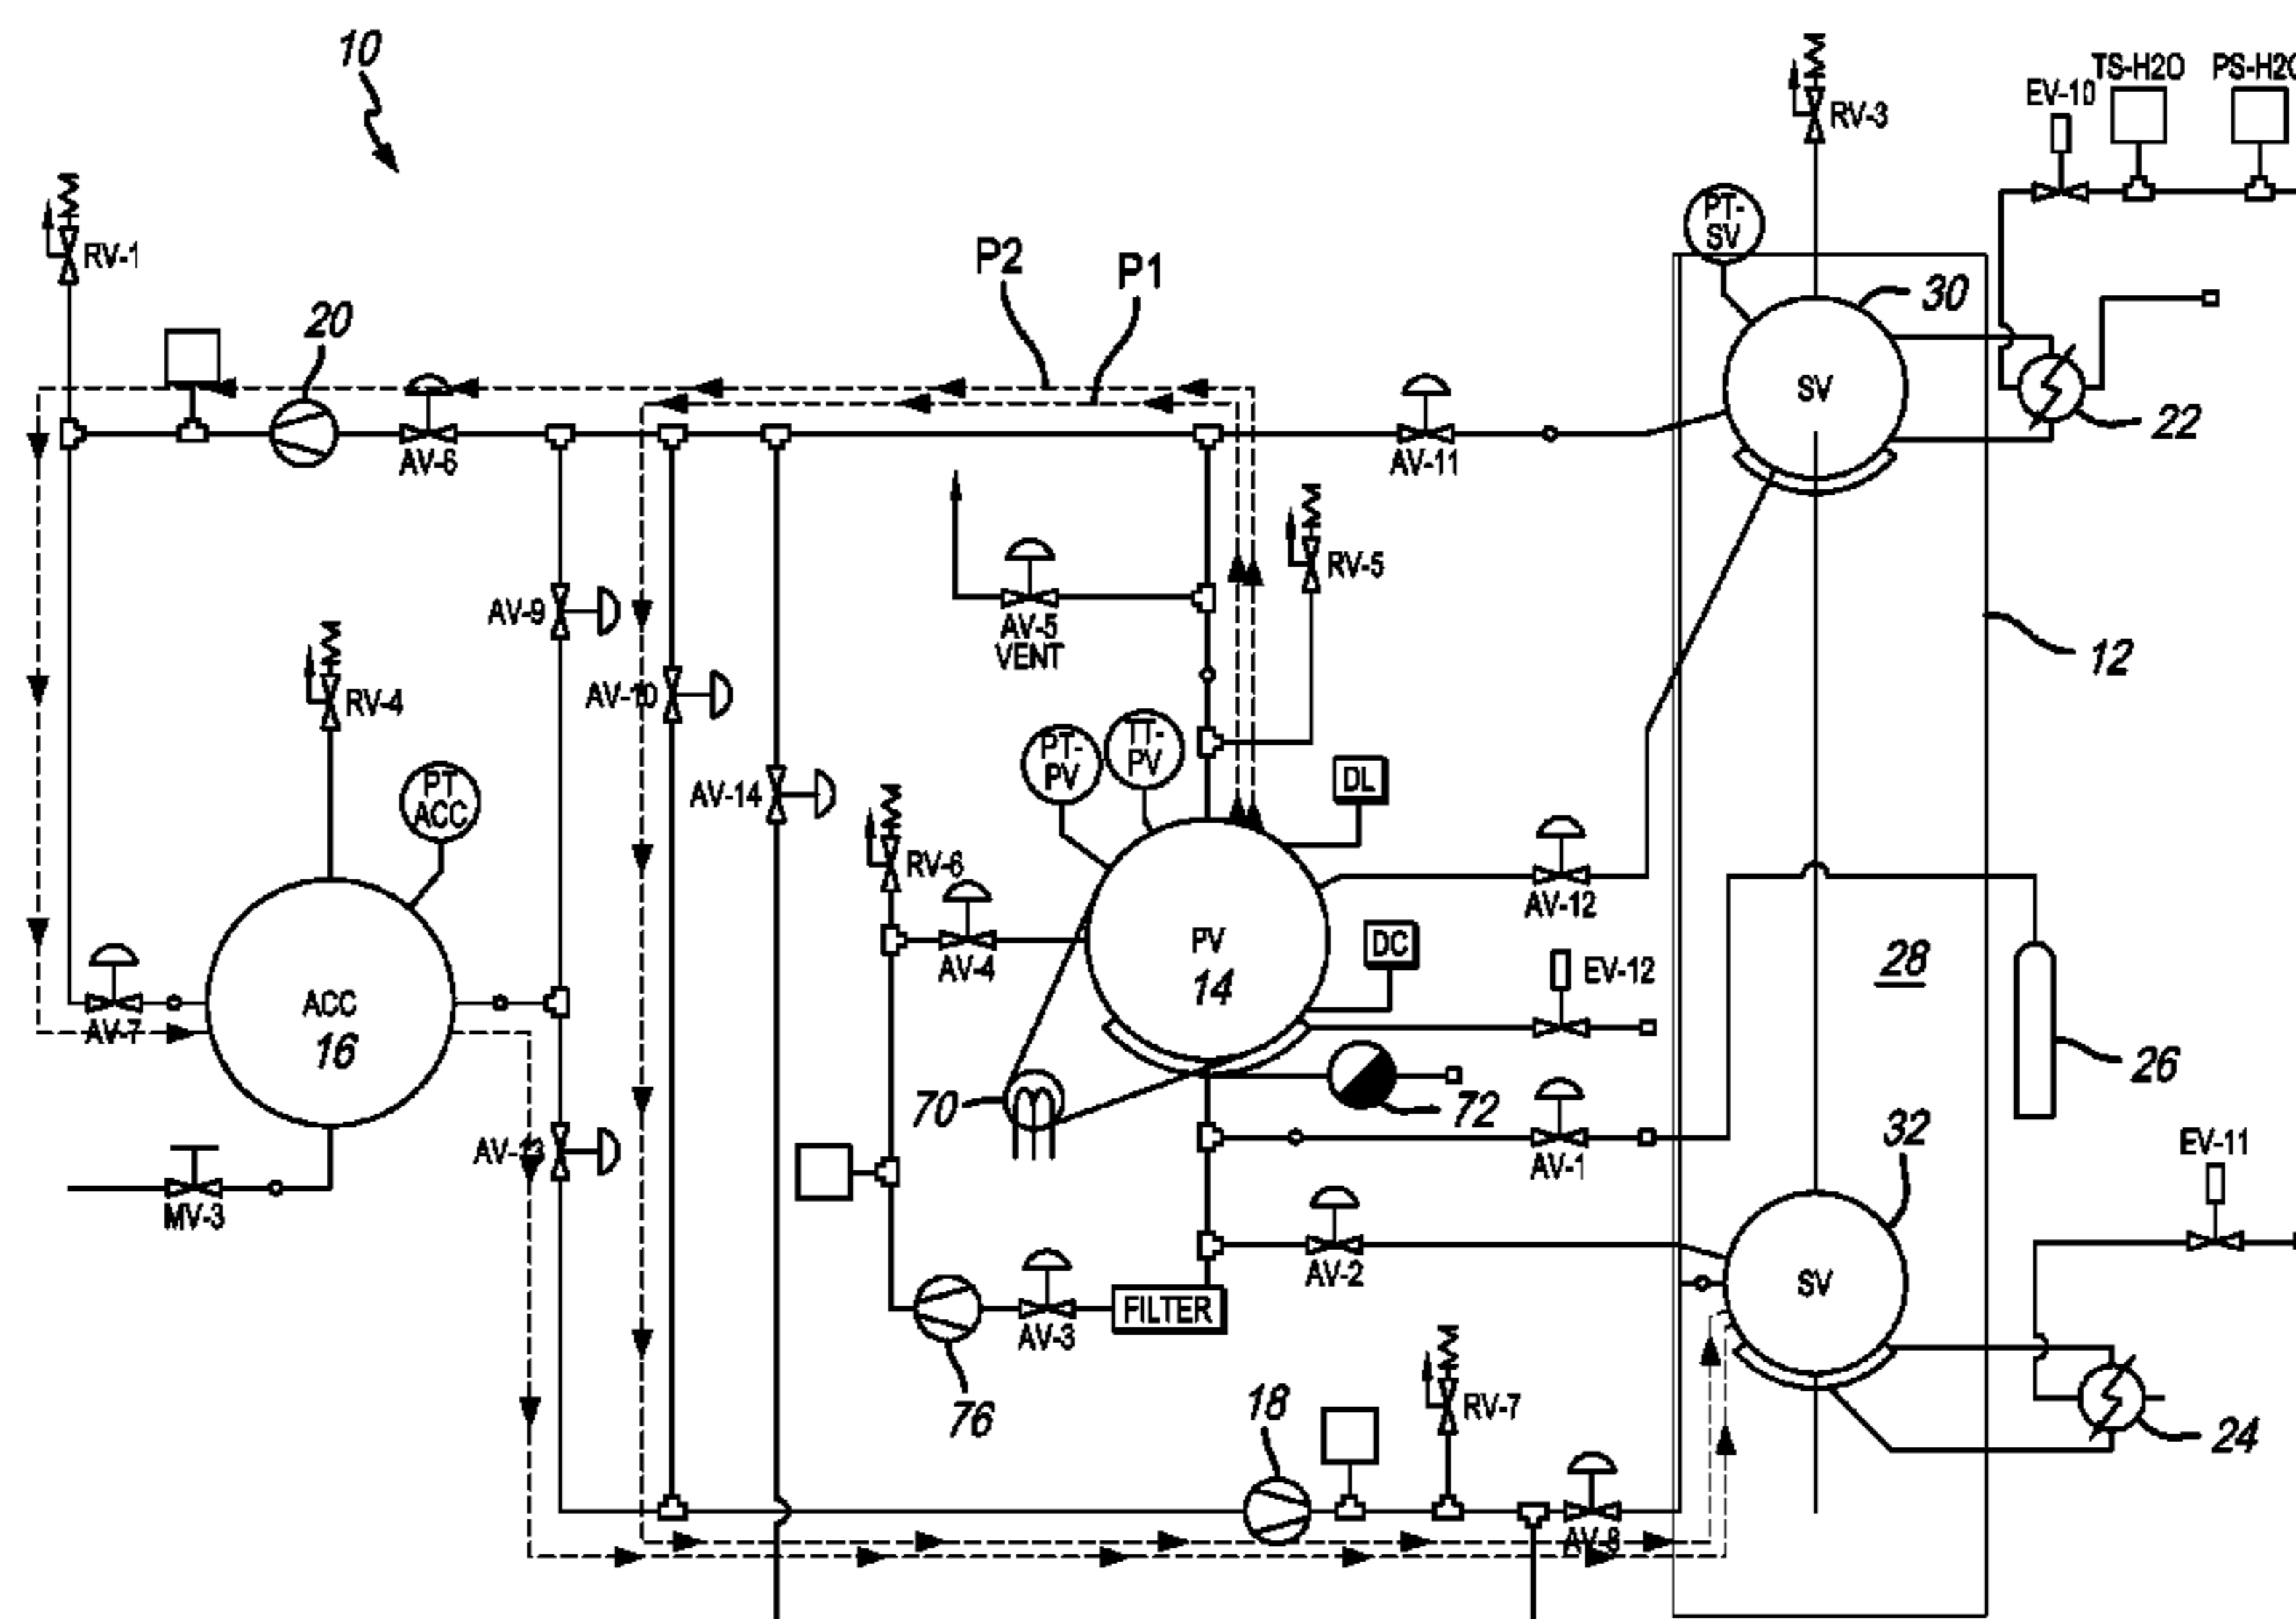 10
TS-H2O
PS-H2O
EV-10
RV-3
PT-
SV
RV-1
P2
P1
30
20
SV
22
AV-6
AV-11
RV-5
AV-9
AV-5
VENT
12
RV-4
AV-10
PT-
PV
TT-
PV
DL
AV-14
PT
ACC
RV-6
AV-12
AV-4
PV
14
DC
EV-12
28
ACC
16
AV-7
26
70
72
32
AV-13
AV-1
EV-11
MV-3
AV-2
SV
FILTER
AV-3
76
18
RV-7
24
AV-8